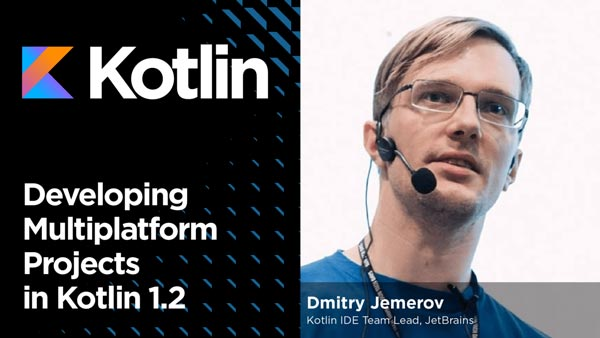 Kotlin
Developing
Multiplatform
Projects
in Kotlin 1.2
Dmitry Jemerov
Kotlin IDE Team Lead, JetBrains